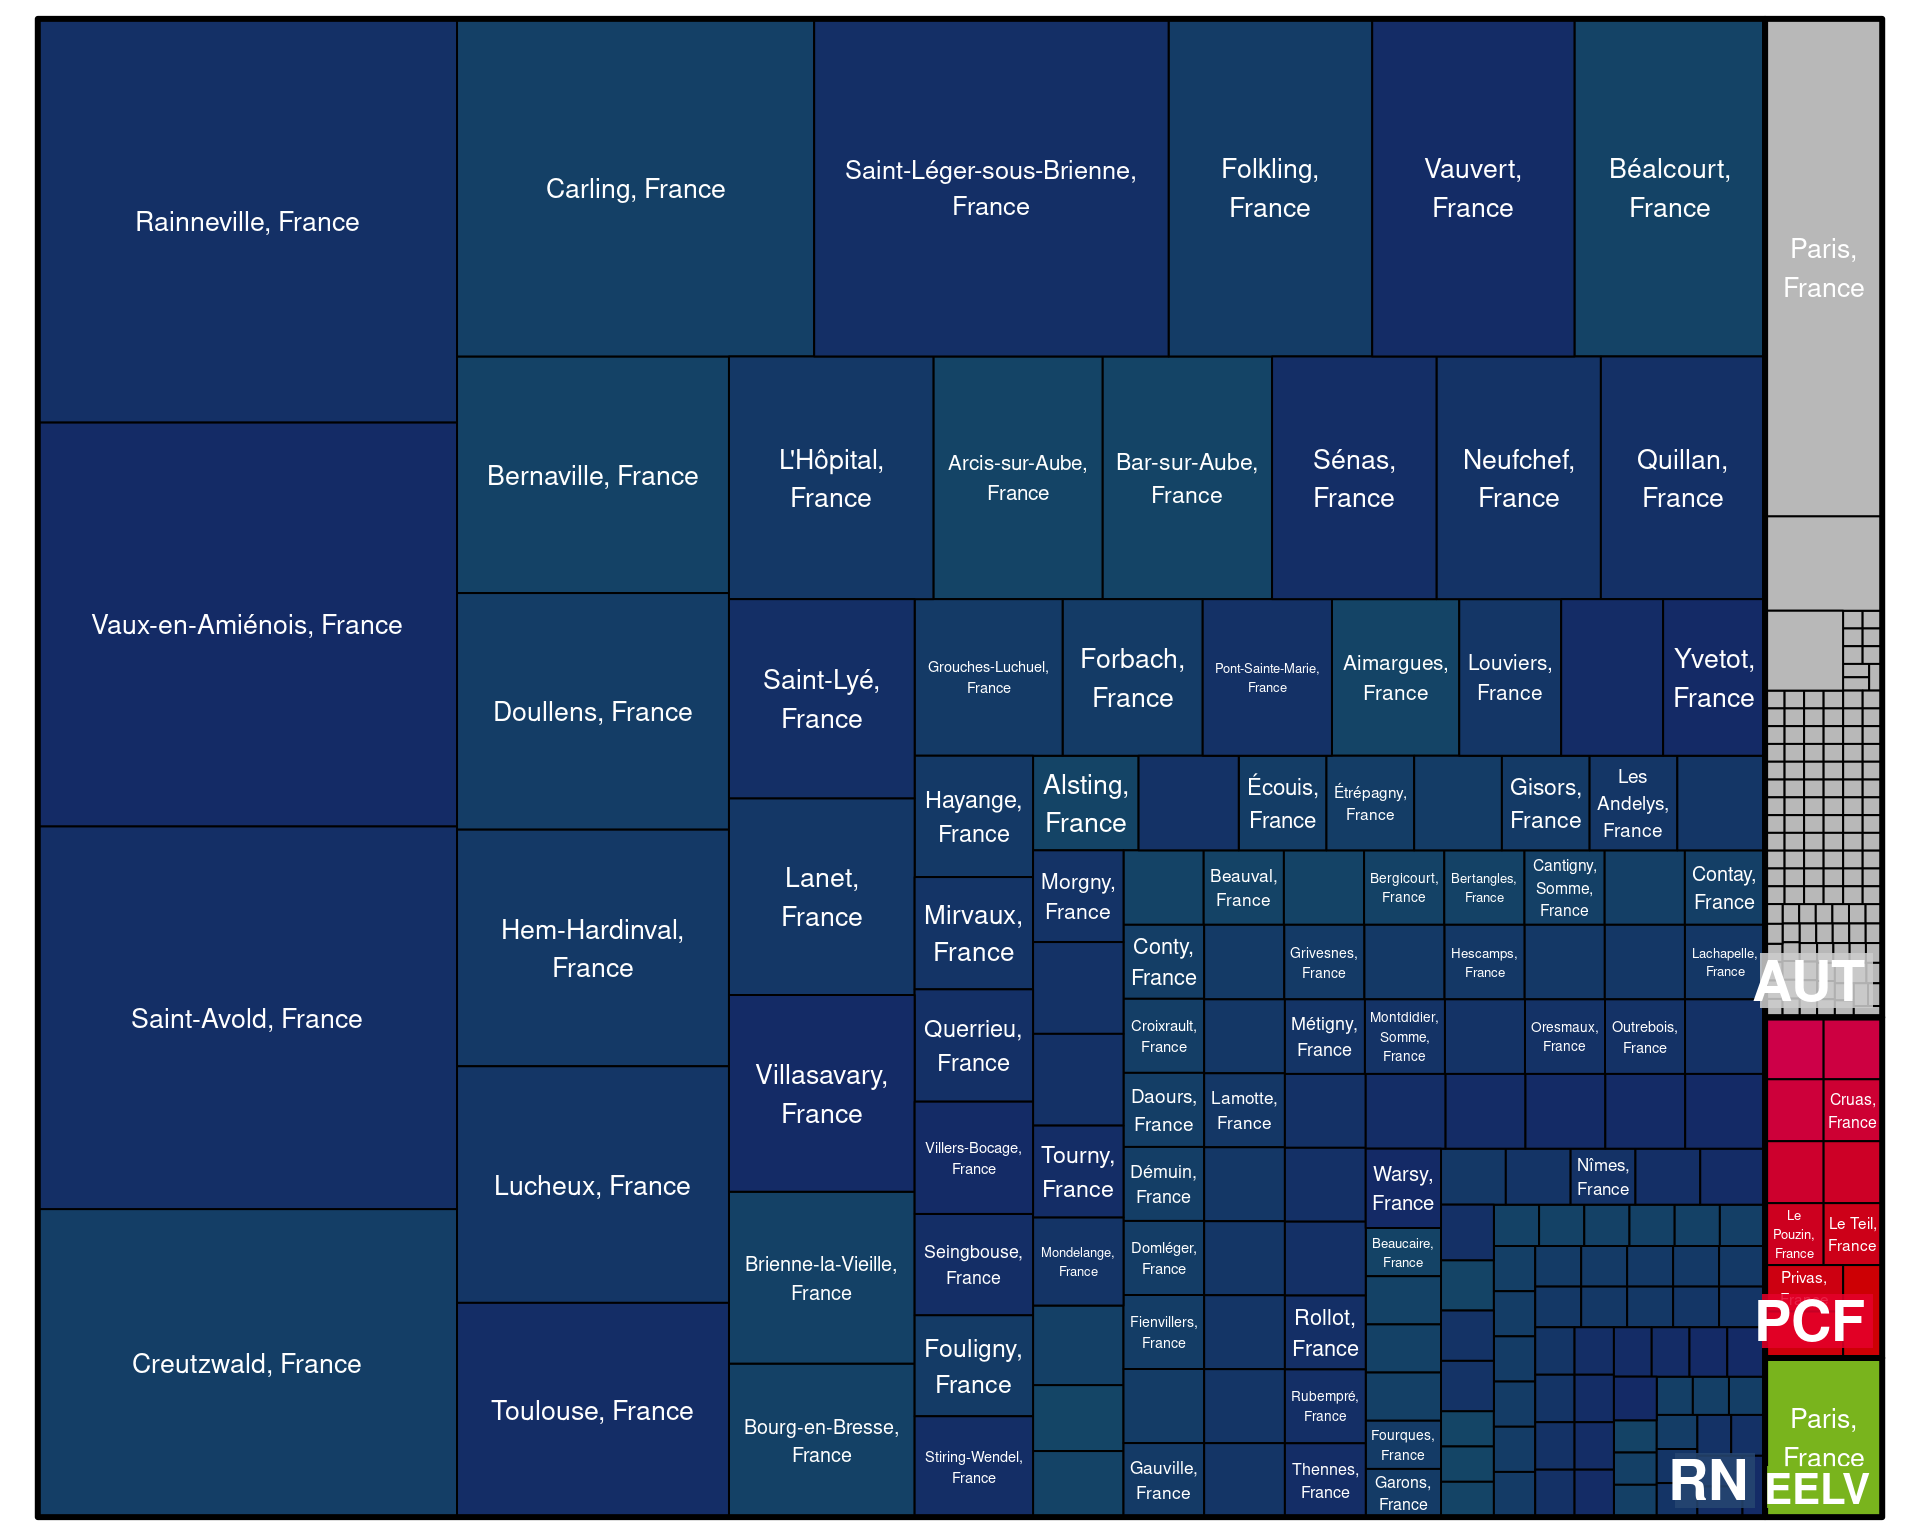 Rainneville, France
Vaux-en-Amiénois, France
Saint-Avold, France
Creutzwald, France
Carling, France
Saint-Léger-sous-Brienne,
France
Folkling,
France
Vauvert,
France
Béalcourt,
France
Bernaville, France
Doullens, France
Hem-Hardinval,
France
Lucheux, France
Toulouse, France
L'Hôpital,
France
Arcis-sur-Aube,
France
Bar-sur-Aube,
France
Sénas,
France
Neufchef,
France
Quillan,
France
Saint-Lyé,
France
Lanet,
France
Villasavary,
France
Brienne-la-Vieille,
France
Bourg-en-Bresse,
France
Grouches-Luchuel,
France
Forbach,
France
Pont-Sainte-Marie,
France
Aimargues,
France
Louviers,
France
Yvetot,
France
Hayange,
France
Mirvaux,
France
Querrieu,
France
Villers-Bocage,
France
Seingbouse,
France
Fouligny,
France
Stiring-Wendel,
France
Alsting,
France
Écouis,
France
Étrépagny,
France
Gisors,
France
Les
Andelys,
France
Morgny,
France
Tourny,
France
Mondelange,
France
Beauval,
France
Bergicourt,
France
Bertangles,
France
Cantigny,
Somme,
France
Contay,
France
Conty,
France
Grivesnes,
France
Hescamps,
France
Lachapelle,
France
Croixrault,
France
Métigny,
France
Montdidier,
Somme,
France
Oresmaux,
France
Outrebois,
France
Daours,
France
Lamotte,
France
Démuin,
France
Domléger,
France
Fienvillers,
France
Gauville,
France
Rollot,
France
Rubempré,
France
Thennes,
France
Warsy,
France
Nîmes,
France
Beaucaire,
France
Fourques,
France
Garons,
France
RN
Paris,
France
AUT
Cruas,
France
Le
Pouzin,
France
Le Teil,
France
Privas,
France
PCF
Paris,
France
EELV